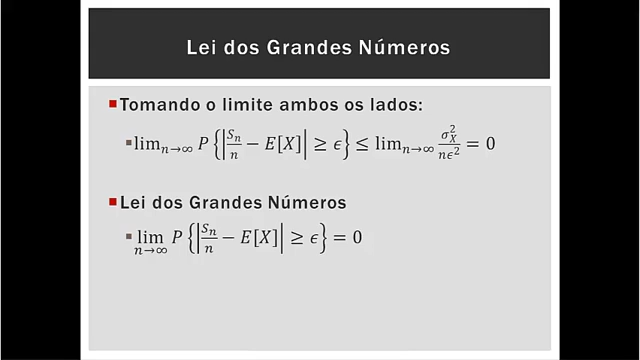 Lei dos Grandes Números
Tomando o limite ambos os lados:
lim_{n→∞} P{|S_n/n − E[X]| ≥ ϵ} ≤ lim_{n→∞} σ_X^2/(nϵ^2) = 0
Lei dos Grandes Números
lim_{n→∞} P{|S_n/n − E[X]| ≥ ϵ} = 0